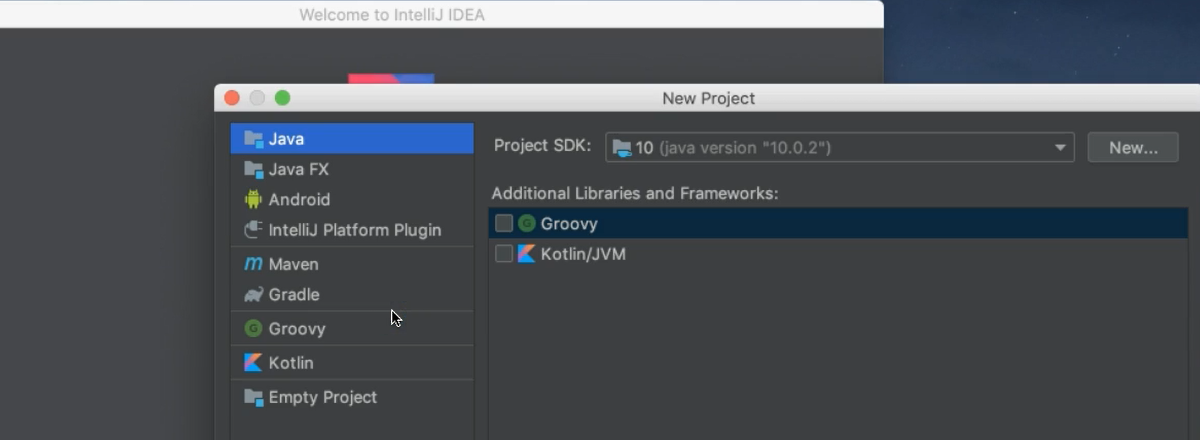 Welcome to IntelliJ IDEA
New Project
Java
Java FX
Android
IntelliJ Platform Plugin
Maven
Gradle
Groovy
Kotlin
Empty Project
Project SDK: 10 (java version "10.0.2") New...
Additional Libraries and Frameworks:
Groovy
Kotlin/JVM